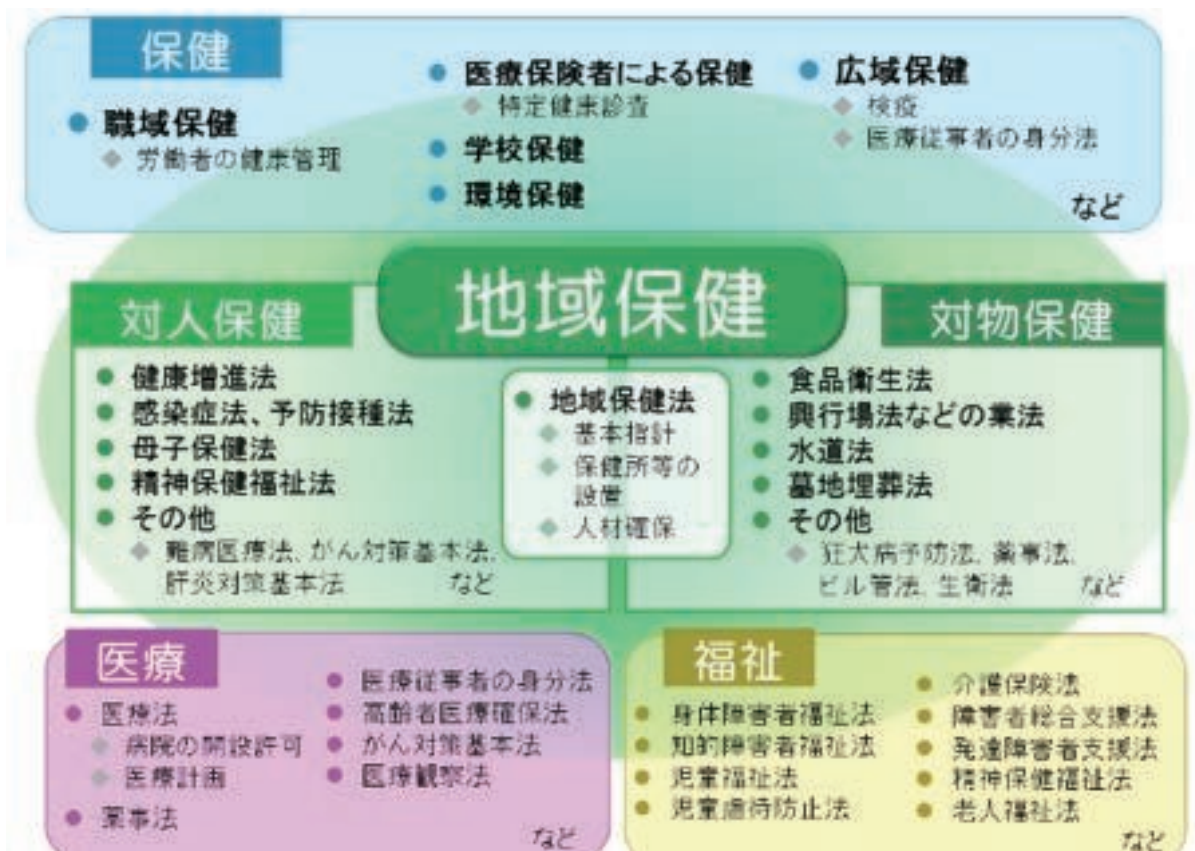 保健
職域保健
労働者の健康管理
医療保険者による保健
特定健康診査
学校保健
環境保健
広域保健
検疫
医療従事者の身分法
など
地域保健
対人保健
健康増進法
感染症法、予防接種法
母子保健法
精神保健福祉法
その他
難病医療法、がん対策基本法、
肝炎対策基本法 など
地域保健法
基本指針
保健所等の
設置
人材確保
対物保健
食品衛生法
興行場法などの業法
水道法
墓地埋葬法
その他
狂犬病予防法、薬事法、
ビル管法、生衛法 など
医療
医療法
病院の開設許可
医療計画
薬事法
医療従事者の身分法
高齢者医療確保法
がん対策基本法
医療観察法
など
福祉
身体障害者福祉法
知的障害者福祉法
児童福祉法
児童虐待防止法
介護保険法
障害者総合支援法
発達障害者支援法
精神保健福祉法
老人福祉法
など